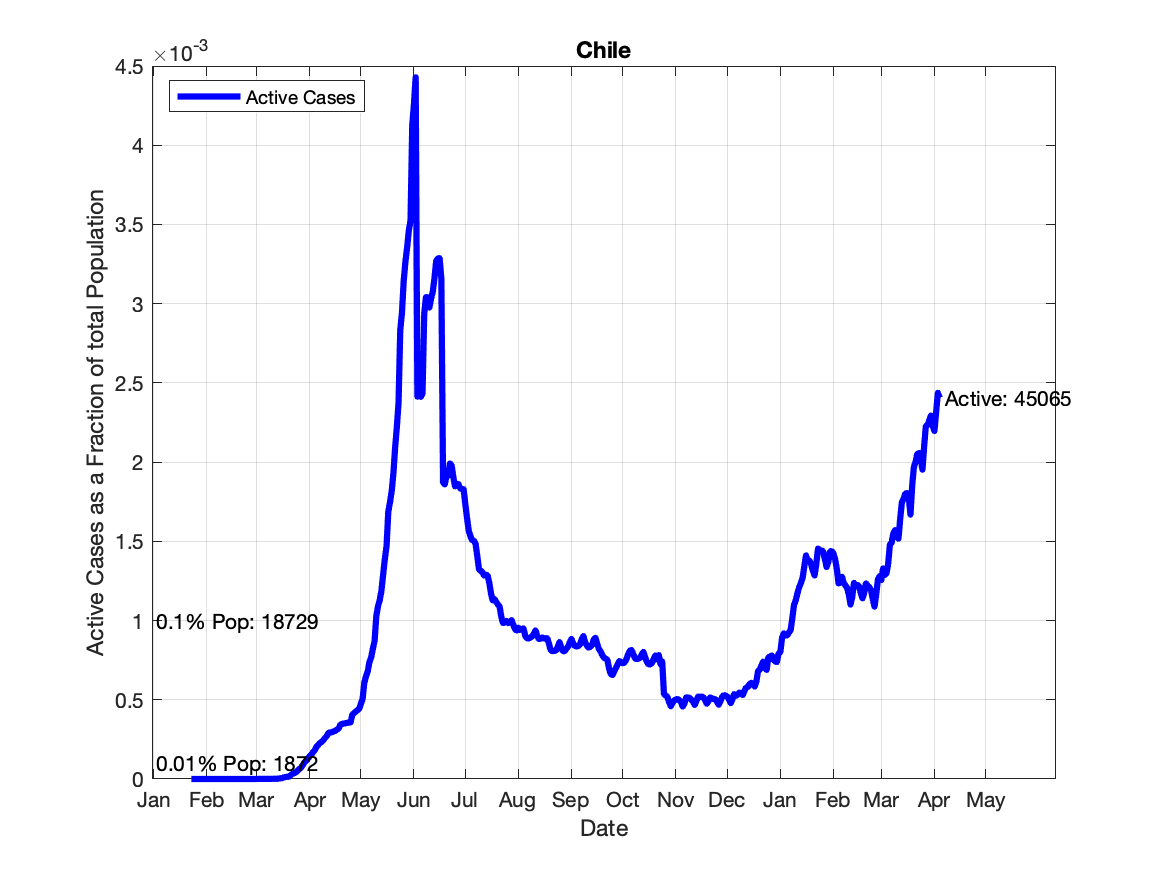 Chile
×10-3
Active Cases
4.5
4
3.5
3
2.5
2
1.5
1
0.5
0
Active Cases as a Fraction of total Population
Active: 45065
0.1% Pop: 18729
0.01% Pop: 1872
Jan Feb Mar Apr May Jun Jul Aug Sep Oct Nov Dec Jan Feb Mar Apr May
Date